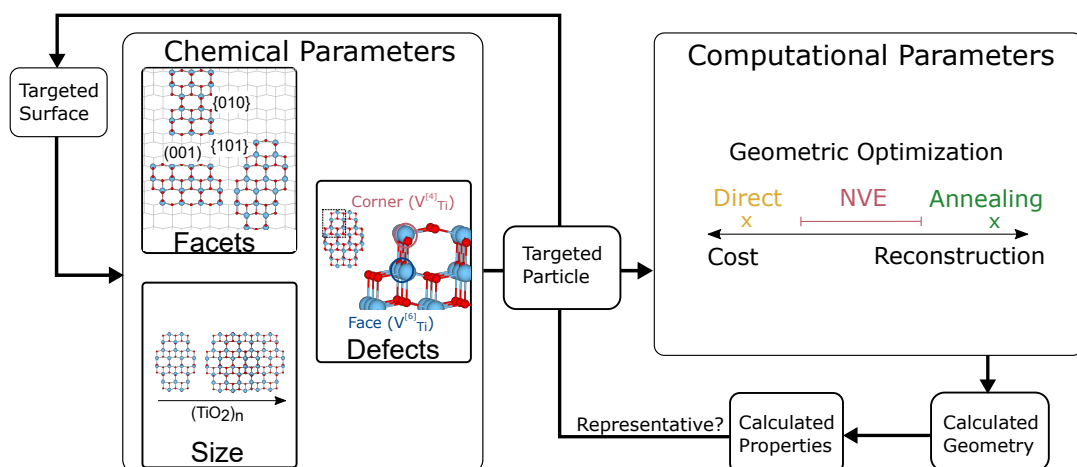 Targeted
Surface
Chemical Parameters
{010}
(001)
{101}
Facets
Corner (V[4]Ti)
Face (V[6]Ti)
Defects
(TiO2)n
Size
Targeted
Particle
Computational Parameters
Geometric Optimization
Direct
NVE
Annealing
x
x
Cost
Reconstruction
Representative?
Calculated
Properties
Calculated
Geometry